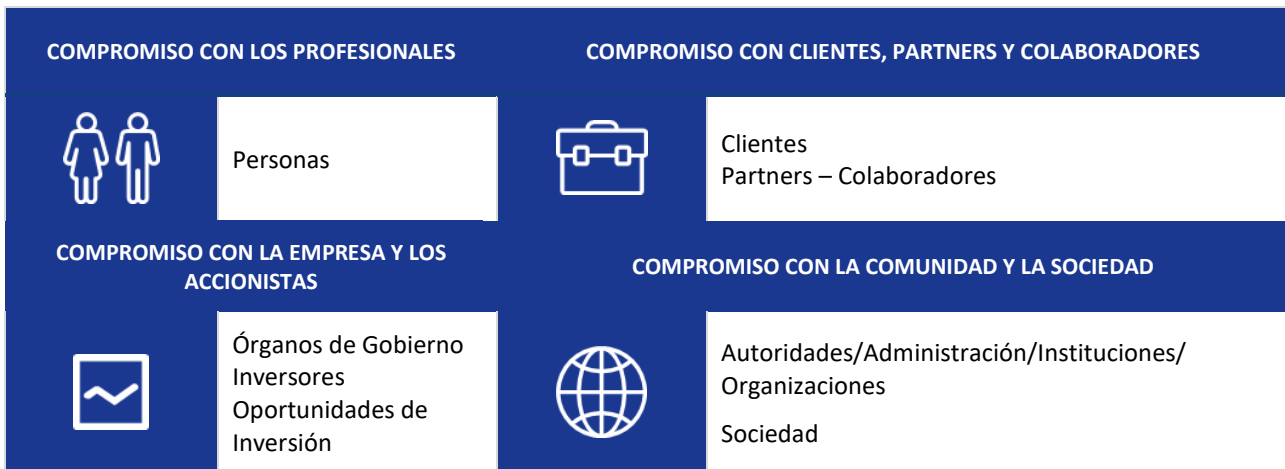 COMPROMISO CON LOS PROFESIONALES
COMPROMISO CON CLIENTES, PARTNERS Y COLABORADORES
Personas
Clientes
Partners – Colaboradores
COMPROMISO CON LA EMPRESA Y LOS
ACCIONISTAS
COMPROMISO CON LA COMUNIDAD Y LA SOCIEDAD
Órganos de Gobierno
Inversores
Oportunidades de
Inversión
Autoridades/Administración/Instituciones/
Organizaciones
Sociedad